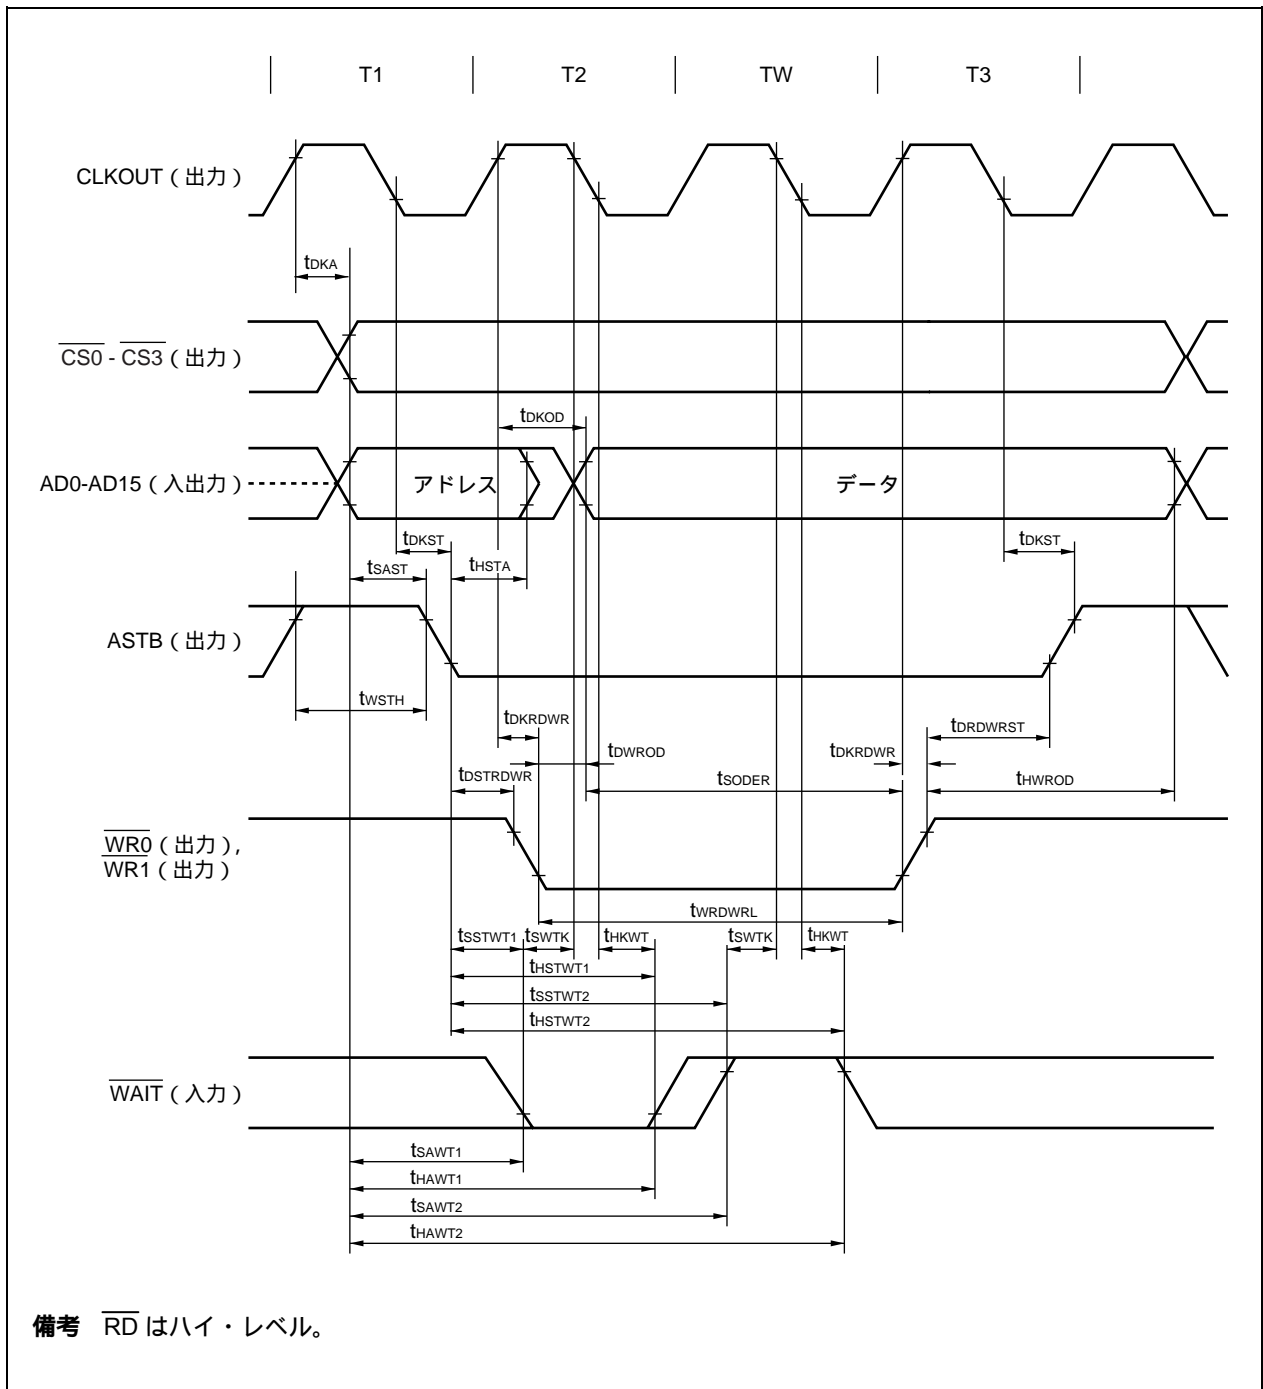 T1 T2 TW T3
CLKOUT(出力)
tDKA
CS0 - CS3(出力)
tDKOD
AD0-AD15(入出力) アドレス データ
tDKST tDKST
tSAST tHSTA
ASTB(出力)
tWSTH
tDKRDWR tDWROD tDKRDWR tDRDWRST
tDSTRDWR tSODER tHWROD
WR0(出力),
WR1(出力)
tWRDWRL
tSSTWT1 tSWTK tHKWT tSWTK tHKWT
tHSTWT1
tSSTWT2
tHSTWT2
WAIT(入力)
tSAWT1
tHAWT1
tSAWT2
tHAWT2
備考 RD はハイ・レベル。